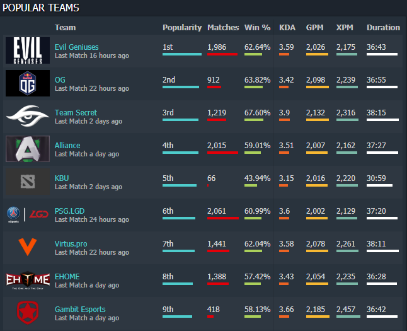 POPULAR TEAMS
Team Popularity Matches Win % KDA GPM XPM Duration
EVIL
GENIUSES
Evil Geniuses 1st 1,986 62.64% 3.59 2,026 2,175 36:43
Last Match 16 hours ago
OG
OG 2nd 912 63.82% 3.42 2,098 2,239 36:55
Last Match 22 hours ago
Team Secret 3rd 1,219 67.60% 3.9 2,132 2,316 38:15
Last Match 2 days ago
Alliance 4th 2,015 59.01% 3.51 2,007 2,162 37:27
Last Match a day ago
KBU 5th 66 43.94% 3.15 2,016 2,220 30:59
Last Match 2 days ago
LGD
PSG.LGD 6th 2,061 60.99% 3.6 2,002 2,129 37:20
Last Match 24 hours ago
Virtus.pro 7th 1,441 62.04% 3.58 2,078 2,261 38:11
Last Match 22 hours ago
EHOME
EHOME 8th 1,388 57.42% 3.43 2,054 2,235 36:28
Last Match a day ago
Gambit Esports 9th 418 58.13% 3.66 2,185 2,457 36:42
Last Match a day ago